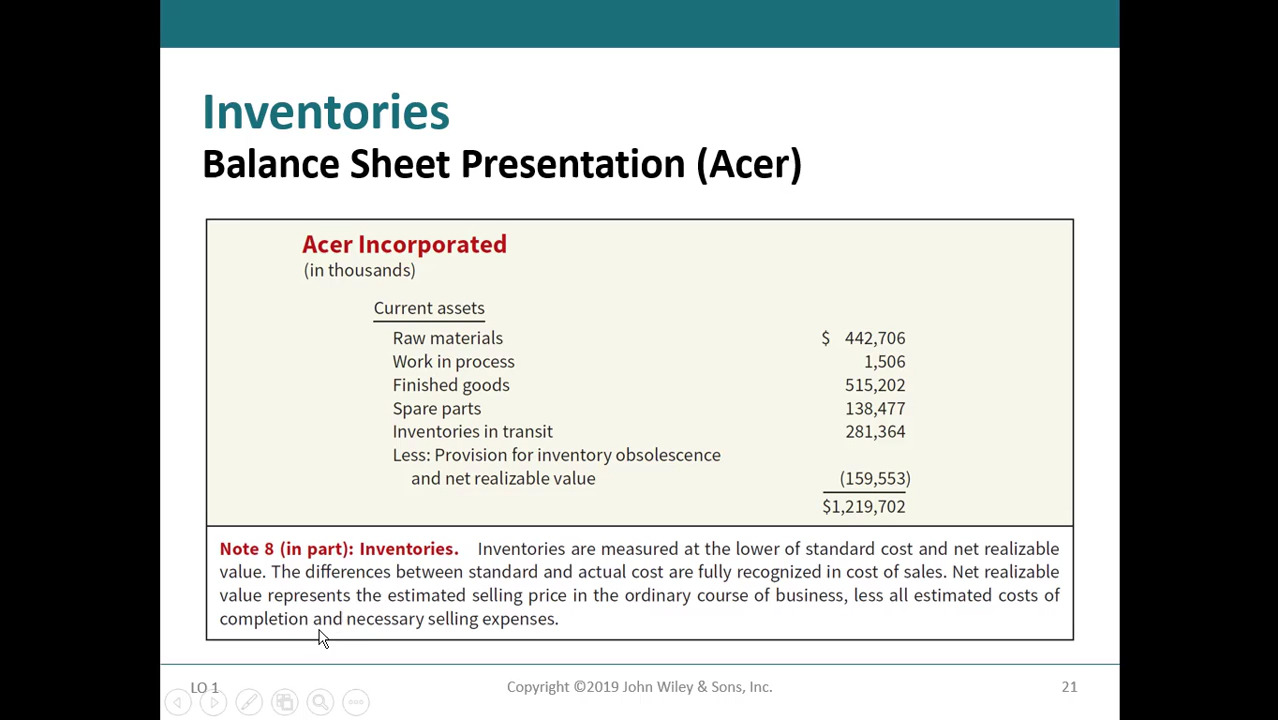 Inventories
Balance Sheet Presentation (Acer)
Acer Incorporated
(in thousands)
Current assets
Raw materials $ 442,706
Work in process 1,506
Finished goods 515,202
Spare parts 138,477
Inventories in transit 281,364
Less: Provision for inventory obsolescence
and net realizable value (159,553)
$1,219,702
Note 8 (in part): Inventories. Inventories are measured at the lower of standard cost and net realizable
value. The differences between standard and actual cost are fully recognized in cost of sales. Net realizable
value represents the estimated selling price in the ordinary course of business, less all estimated costs of
completion and necessary selling expenses.
LO 1 Copyright ©2019 John Wiley & Sons, Inc. 21